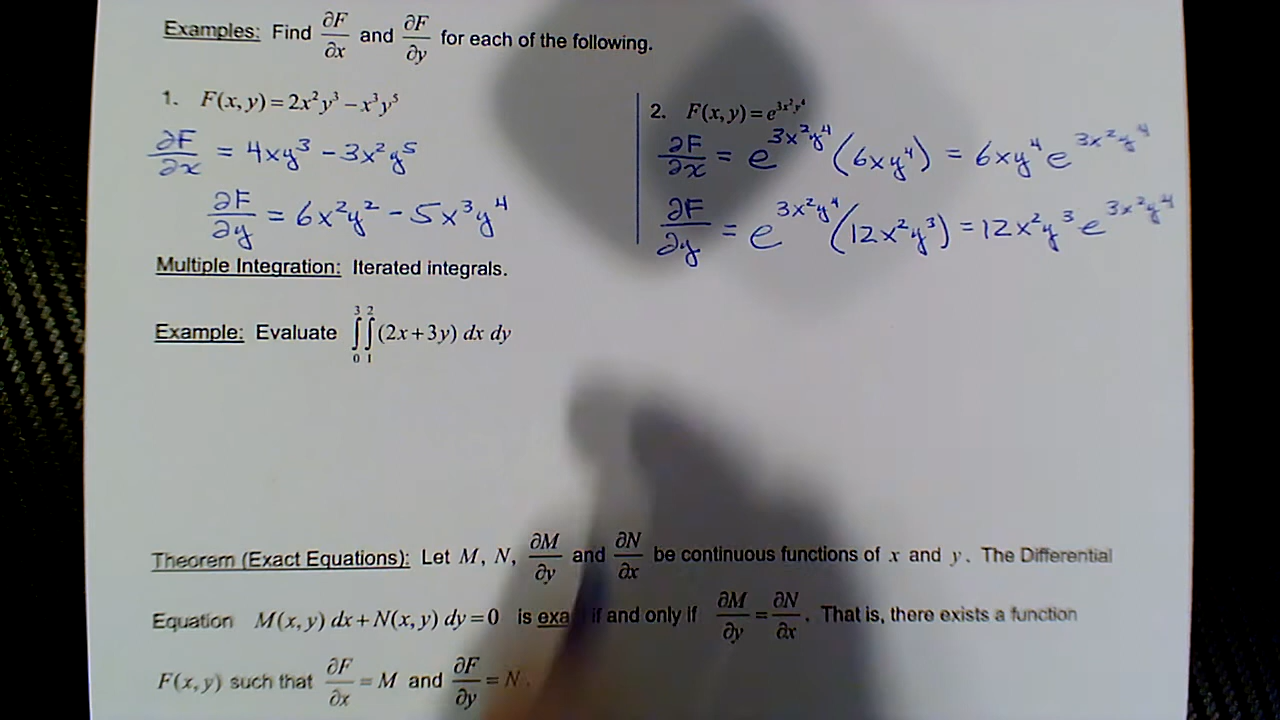 Examples: Find ∂F/∂x and ∂F/∂y for each of the following.
1. F(x, y) = 2x²y³ − x³y⁵
∂F/∂x = 4xy³ − 3x²y⁵
∂F/∂y = 6x²y² − 5x³y⁴
2. F(x, y) = e^(3x²y⁴)
∂F/∂x = e^(3x²y⁴) (6xy⁴) = 6xy⁴ e^(3x²y⁴)
∂F/∂y = e^(3x²y⁴) (12x²y³) = 12x²y³ e^(3x²y⁴)
Multiple Integration: Iterated integrals.
Example: Evaluate ∫₀³ ∫₁² (2x + 3y) dx dy
Theorem (Exact Equations): Let M, N, ∂M/∂y and ∂N/∂x be continuous functions of x and y. The Differential
Equation M(x, y) dx + N(x, y) dy = 0 is exa if and only if ∂M/∂y = ∂N/∂x. That is, there exists a function
F(x, y) such that ∂F/∂x = M and ∂F/∂y = N.